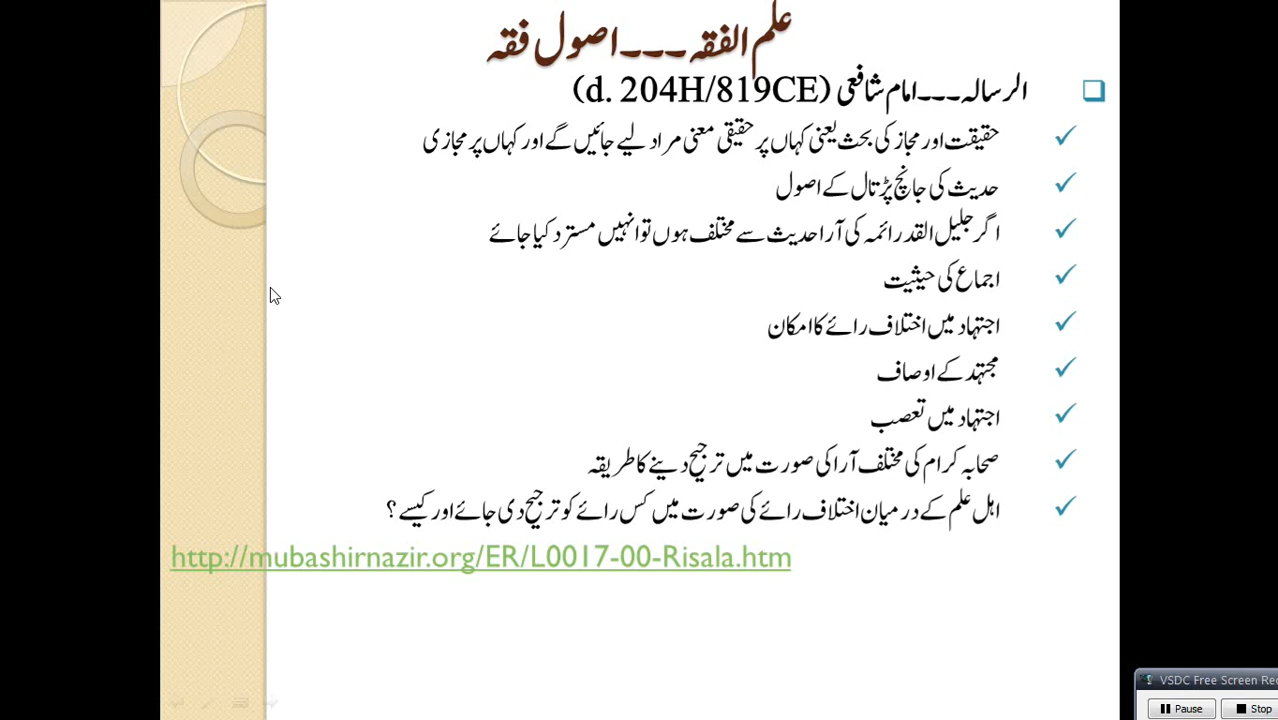 علم الفقہ۔۔۔اصول فقہ
الرسالہ۔۔۔امام شافعی (d. 204H/819CE)
حقیقت اور مجاز کی بحث یعنی کہاں پر حقیقی معنی مراد لیے جائیں گے اور کہاں پر مجازی
حدیث کی جانچ پڑتال کے اصول
اگر جلیل القدر ائمہ کی آرا حدیث سے مختلف ہوں تو انہیں مسترد کیا جائے
اجماع کی حیثیت
اجتہاد میں اختلاف رائے کا امکان
مجتہد کے اوصاف
اجتہاد میں تعصب
صحابہ کرام کی مختلف آرا کی صورت میں ترجیح دینے کا طریقہ
اہل علم کے درمیان اختلاف رائے کی صورت میں کس رائے کو ترجیح دی جائے اور کیسے؟
http://mubashirnazir.org/ER/L0017-00-Risala.htm
VSDC Free Screen Rec
Pause Stop